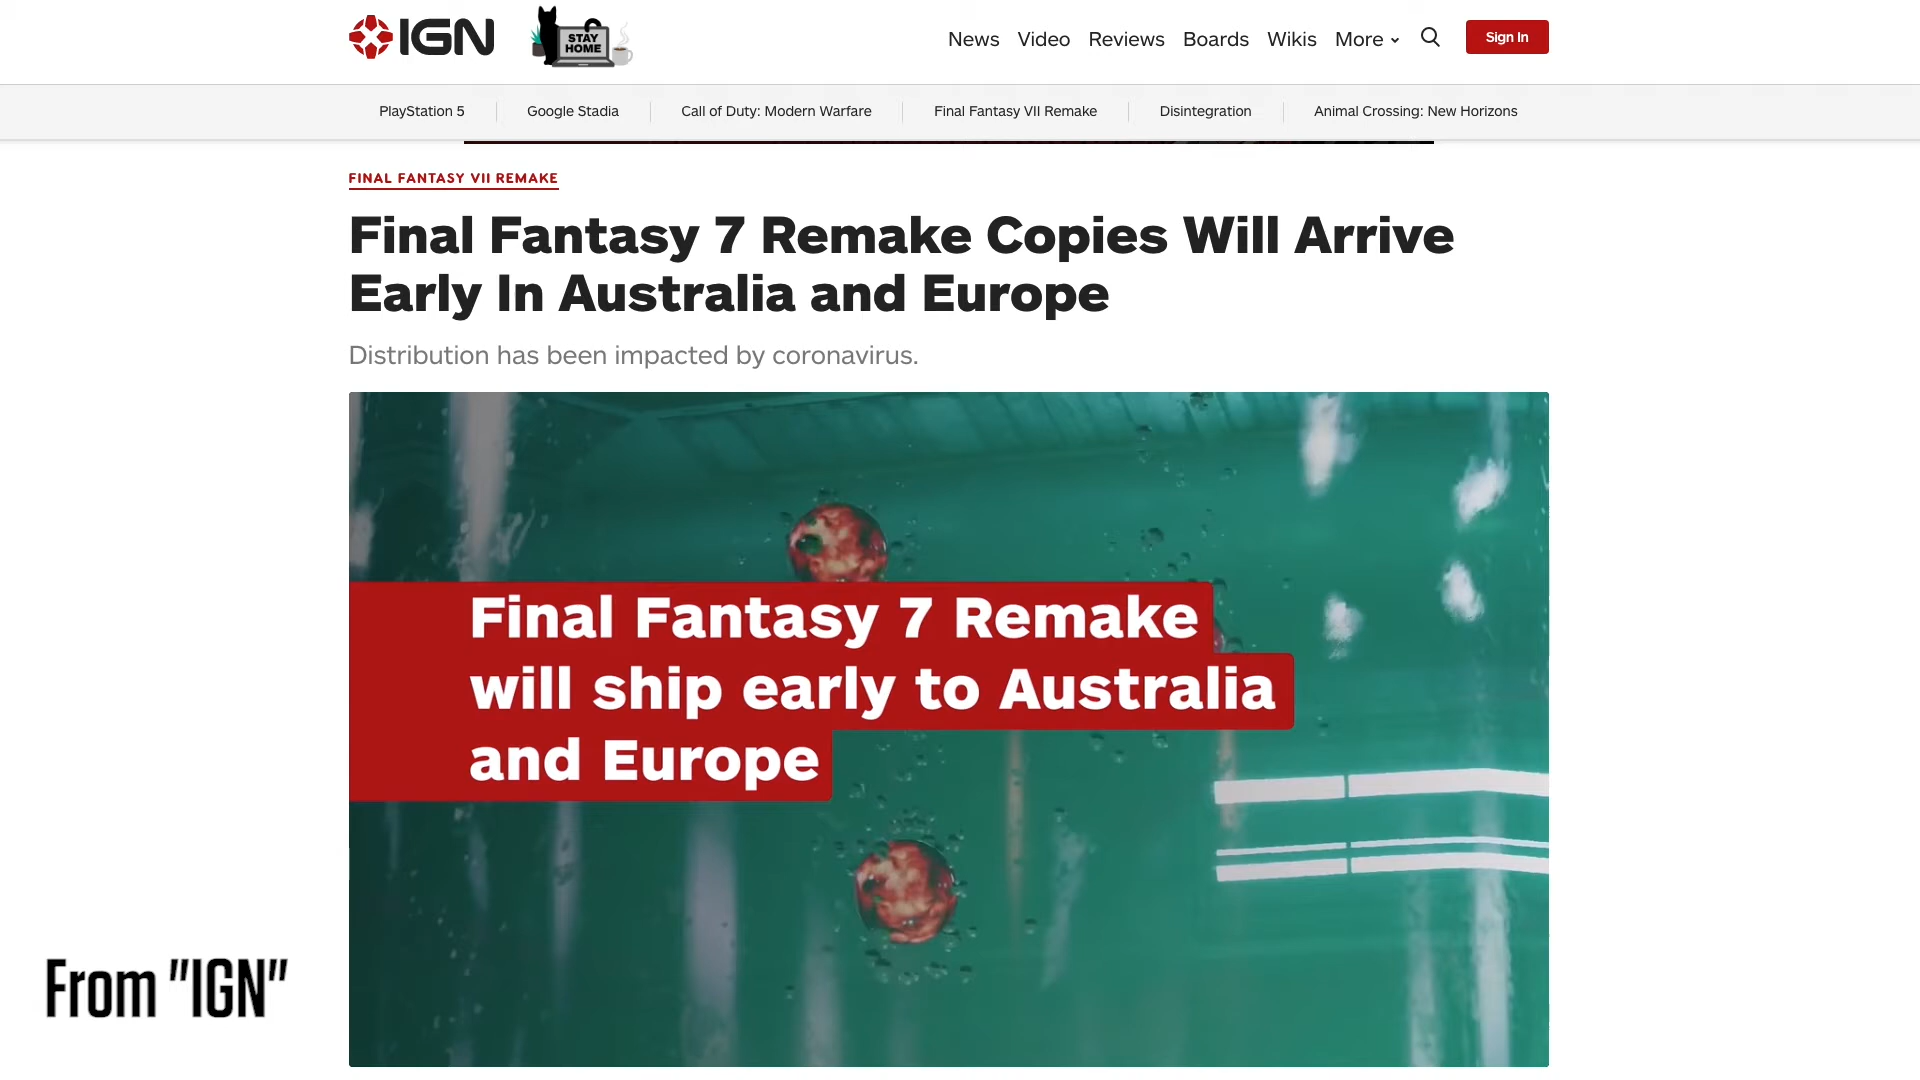 IGN
STAY
HOME
News Video Reviews Boards Wikis More
Sign In
PlayStation 5 Google Stadia Call of Duty: Modern Warfare Final Fantasy VII Remake Disintegration Animal Crossing: New Horizons
FINAL FANTASY VII REMAKE
Final Fantasy 7 Remake Copies Will Arrive
Early In Australia and Europe
Distribution has been impacted by coronavirus.
Final Fantasy 7 Remake
will ship early to Australia
and Europe
From "IGN"